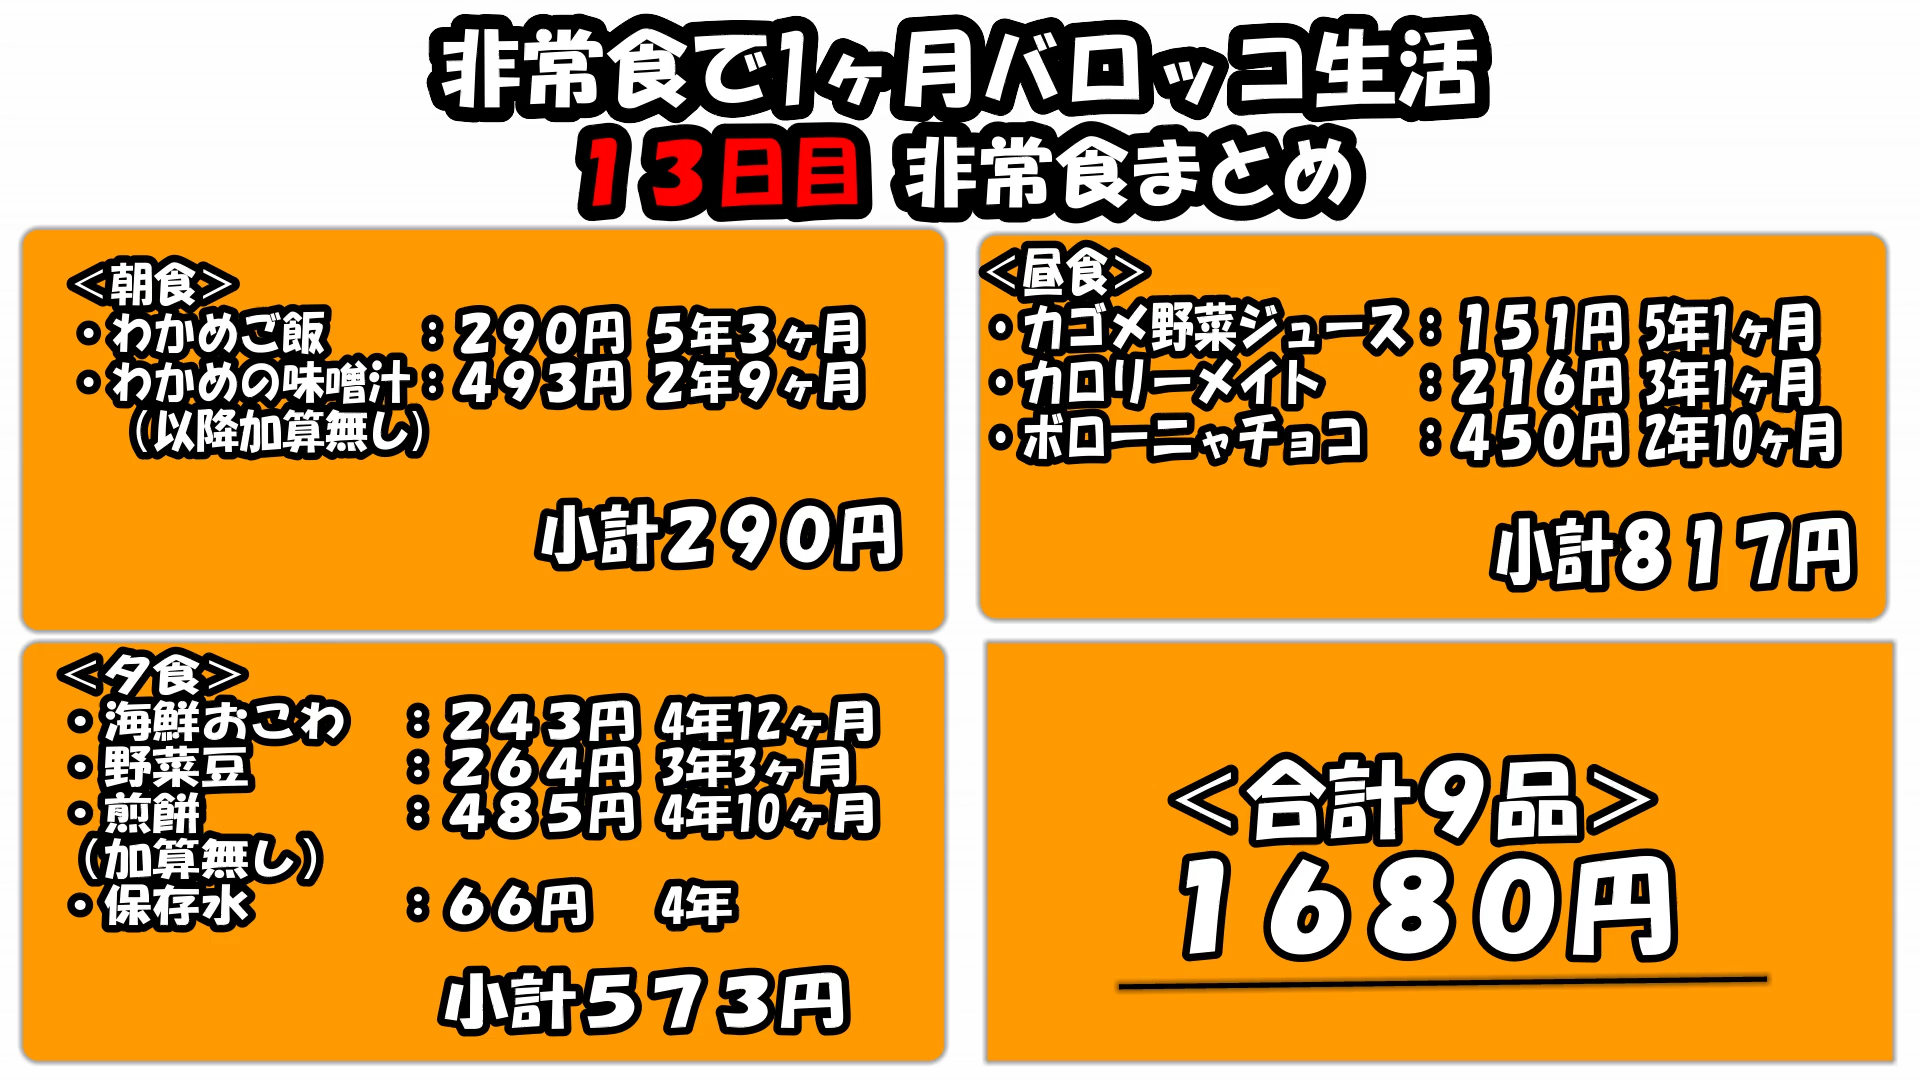 非常食で1ヶ月バロッコ生活
13日目 非常食まとめ
<朝食>
・わかめご飯　　：290円 5年3ヶ月
・わかめの味噌汁：493円 2年9ヶ月
（以降加算無し）
小計290円
<昼食>
・カゴメ野菜ジュース：151円 5年1ヶ月
・カロリーメイト　　：216円 3年1ヶ月
・ボローニャチョコ　：450円 2年10ヶ月
小計817円
<夕食>
・海鮮おこわ　：243円 4年12ヶ月
・野菜豆　　　：264円 3年3ヶ月
・煎餅　　　　：485円 4年10ヶ月
（加算無し）
・保存水　　　：66円　4年
小計573円
<合計9品>
1680円